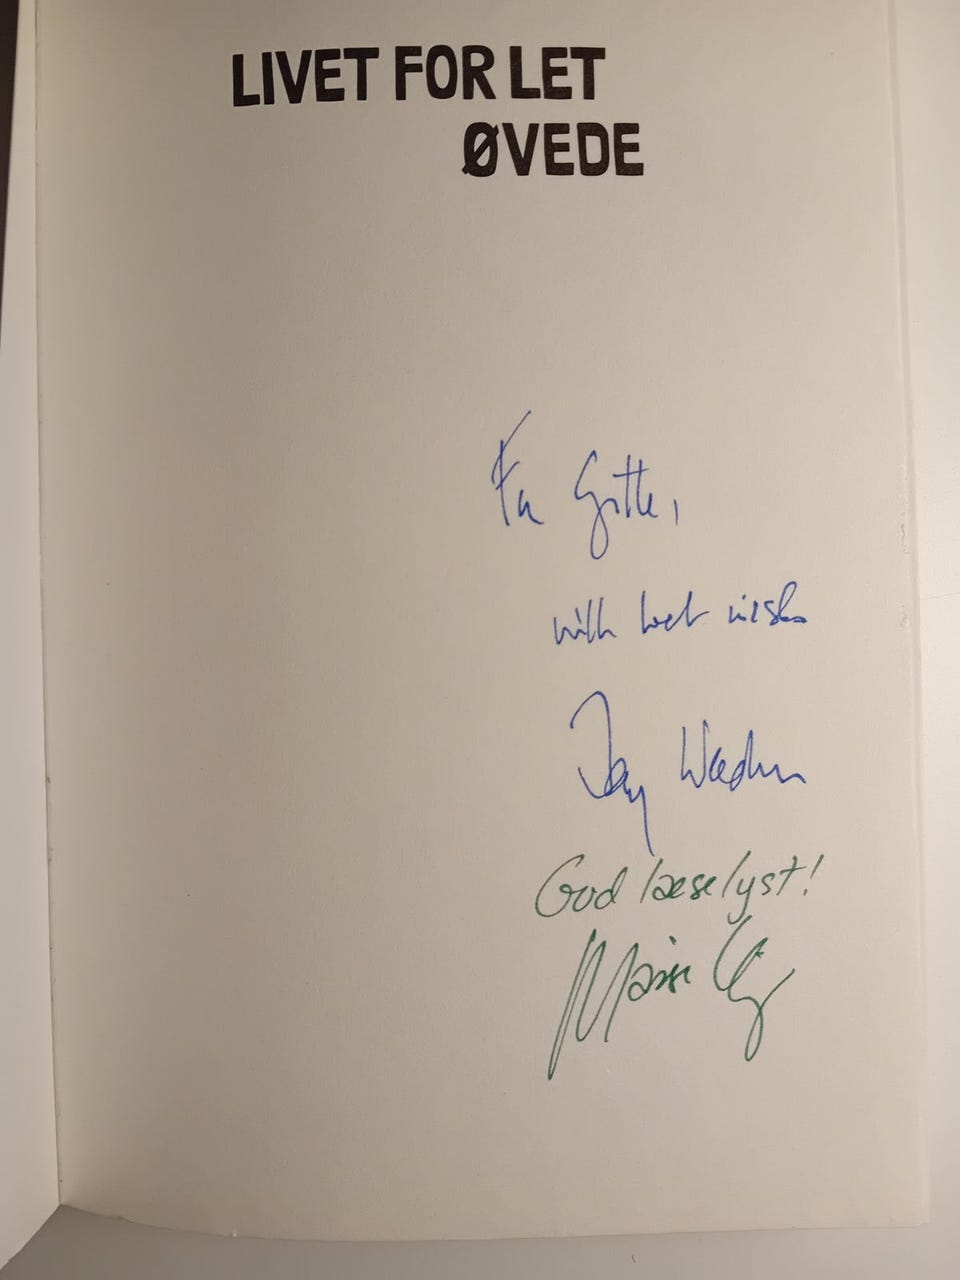 LIVET FOR LET
ØVEDE
For Gitte,
with best wishes
God læselyst!